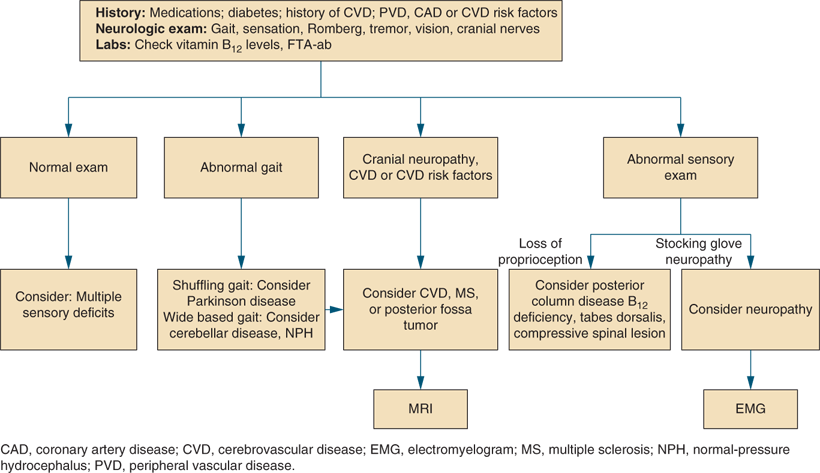 History: Medications; diabetes; history of CVD; PVD, CAD or CVD risk factors
Neurologic exam: Gait, sensation, Romberg, tremor, vision, cranial nerves
Labs: Check vitamin B12 levels, FTA-ab
Normal exam
Abnormal gait
Cranial neuropathy,
CVD or CVD risk factors
Abnormal sensory
exam
Loss of
proprioception
Stocking glove
neuropathy
Consider: Multiple
sensory deficits
Shuffling gait: Consider
Parkinson disease
Wide based gait: Consider
cerebellar disease, NPH
Consider CVD, MS,
or posterior fossa
tumor
Consider posterior
column disease B12
deficiency, tabes dorsalis,
compressive spinal lesion
Consider neuropathy
MRI
EMG
CAD, coronary artery disease; CVD, cerebrovascular disease; EMG, electromyelogram; MS, multiple sclerosis; NPH, normal-pressure
hydrocephalus; PVD, peripheral vascular disease.